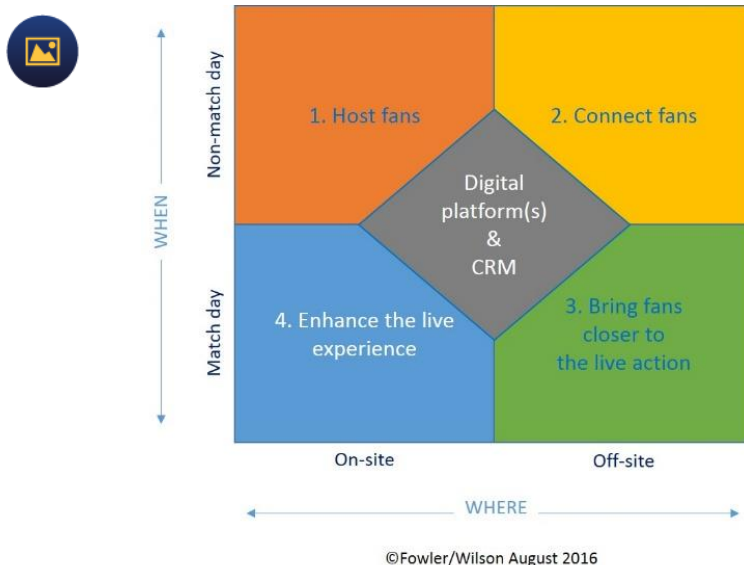 Non-match day
1. Host fans
2. Connect fans
Digital
platform(s)
&
CRM
WHEN
Match day
4. Enhance the live
experience
3. Bring fans
closer to
the live action
On-site
Off-site
WHERE
©Fowler/Wilson August 2016